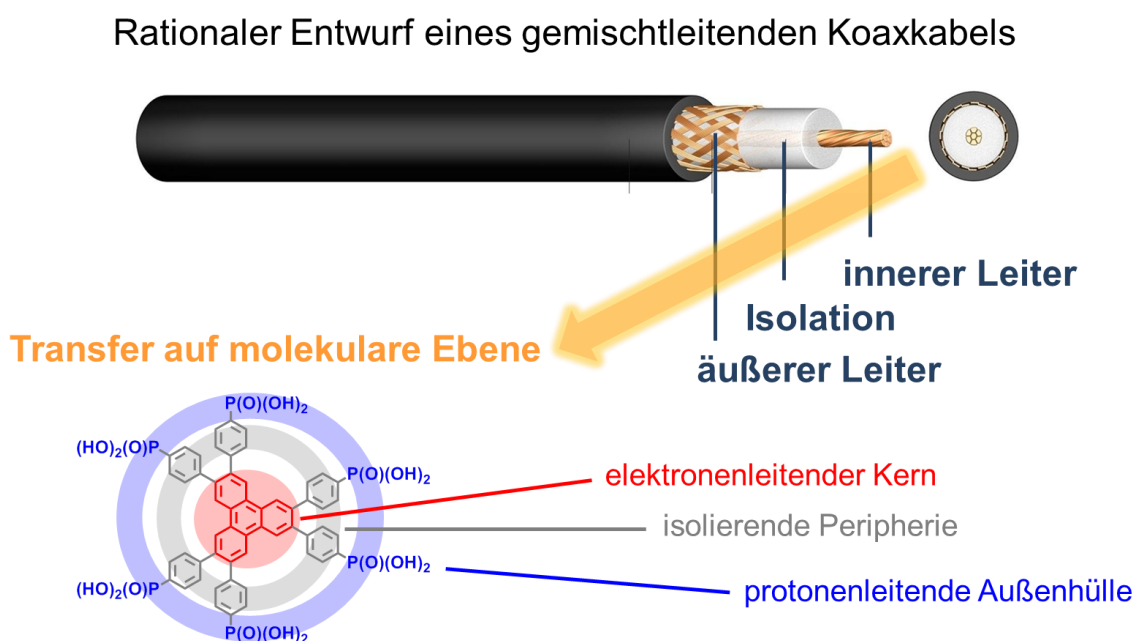 Rationaler Entwurf eines gemischtleitenden Koaxkabels
innerer Leiter
Isolation
Transfer auf molekulare Ebene
äußerer Leiter
P(O)(OH)₂
(HO)₂(O)P
P(O)(OH)₂
elektronenleitender Kern
isolierende Peripherie
P(O)(OH)₂
(HO)₂(O)P
protonenleitende Außenhülle
P(O)(OH)₂